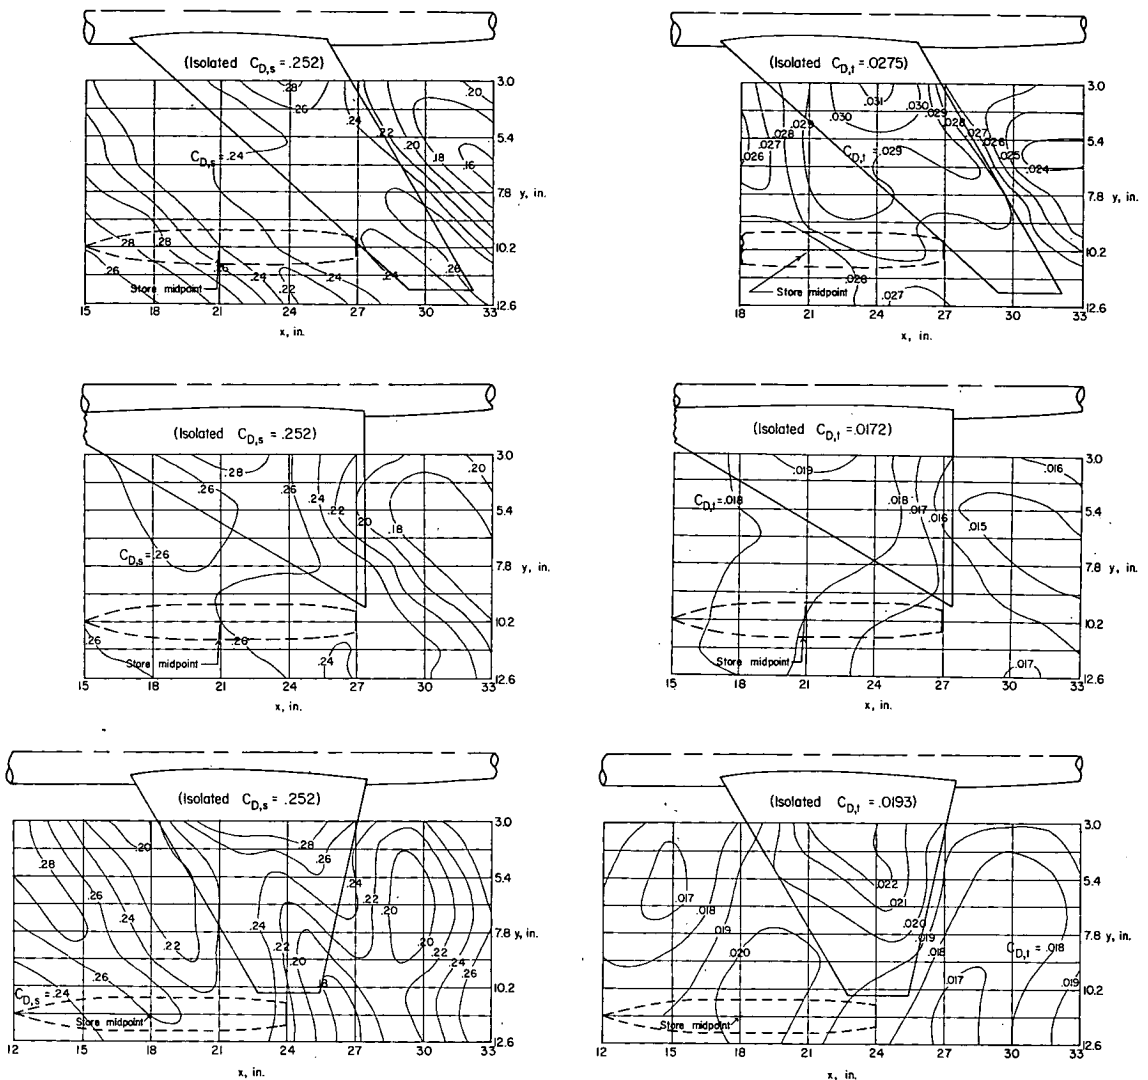 (Isolated C_D,s = .252)
.28
.26
.24
.22
.20
.20
.18
.16
C_D,s = .24
.28
.28
.26
.26
.24
.22
.24
.24
.26
Store midpoint
3.0
5.4
7.8 y, in.
10.2
12.6
15 18 21 24 27 30 33
x, in.
(Isolated C_D,t = .0275)
.031
.030
.030
.029
.029
.028
.028
.027
.027
.026
.026
.025
.024
C_D,t = .029
.028
.027
Store midpoint
3.0
5.4
7.8 y, in.
10.2
12.6
18 21 24 27 30 33
x, in.
(Isolated C_D,s = .252)
.28
.26
.26
.24
.22
.20
.20
.18
C_D,s = .26
.26
.26
.24
Store midpoint
3.0
5.4
7.8 y, in.
10.2
12.6
15 18 21 24 27 30 33
x, in.
(Isolated C_D,t = .0172)
.019
C_D,t = .018
.018
.017
.016
.016
.015
.017
Store midpoint
3.0
5.4
7.8 y, in.
10.2
12.6
15 18 21 24 27 30 33
x, in.
(Isolated C_D,s = .252)
.20
.28
.26
.28
.26
.24
.22
.24
.22
.20
.24
.22
.20
.24
.22
.20
.24
.26
.26
C_D,s = .24
Store midpoint
3.0
5.4
7.8 y, in.
10.2
12.6
12 15 18 21 24 27 30 33
x, in.
(Isolated C_D,t = .0193)
.017
.018
.019
.020
.022
.021
.020
.019
.018
C_D,t = .018
.017
.019
Store midpoint
3.0
5.4
7.8 y, in.
10.2
12.6
12 15 18 21 24 27 30 33
x, in.